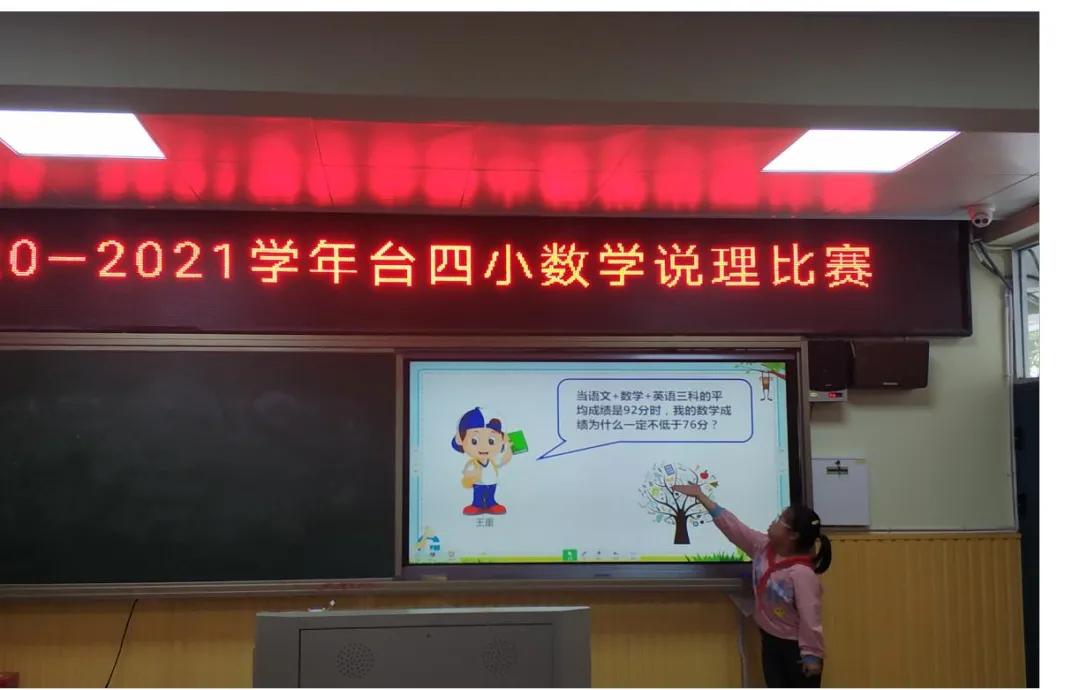 0—2021学年台四小数学说理比赛
当语文+数学+英语三科的平
均成绩是92分时，我的数学成
绩为什么一定不低于76分？